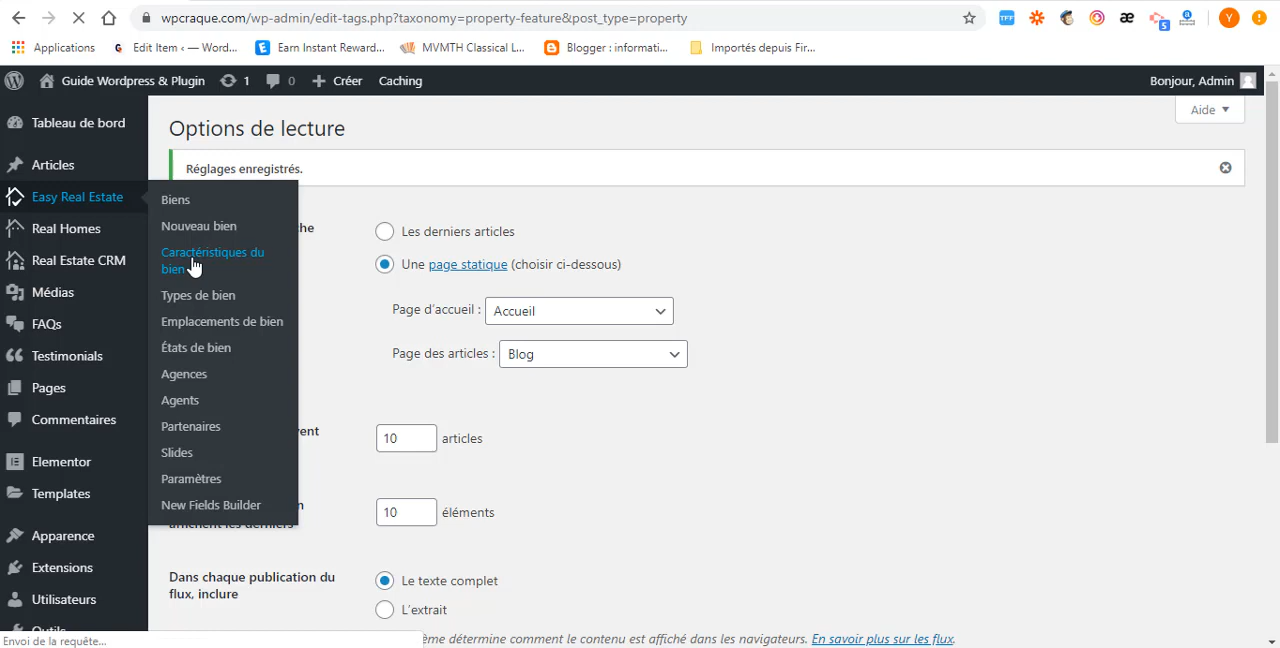 wpcraque.com/wp-admin/edit-tags.php?taxonomy=property-feature&post_type=property
TFF
æ
5
Y
Applications
G
Edit Item ‹ — Word...
Earn Instant Reward...
MVMTH Classical L...
Blogger : informati...
Importés depuis Fir...
Guide Wordpress & Plugin
1
0
Créer
Caching
Bonjour, Admin
Tableau de bord
Articles
Easy Real Estate
Real Homes
Real Estate CRM
Médias
FAQs
Testimonials
Pages
Commentaires
Elementor
Templates
Apparence
Extensions
Utilisateurs
Outils
Biens
Nouveau bien
Caractéristiques du
bien
Types de bien
Emplacements de bien
États de bien
Agences
Agents
Partenaires
Slides
Paramètres
New Fields Builder
Aide
Options de lecture
Réglages enregistrés.
Les derniers articles
Une page statique (choisir ci-dessous)
Page d’accueil : Accueil
Page des articles : Blog
10 articles
10 éléments
Dans chaque publication du
flux, inclure
Le texte complet
L’extrait
détermine comment le contenu est affiché dans les navigateurs. En savoir plus sur les flux.
Envoi de la requête...